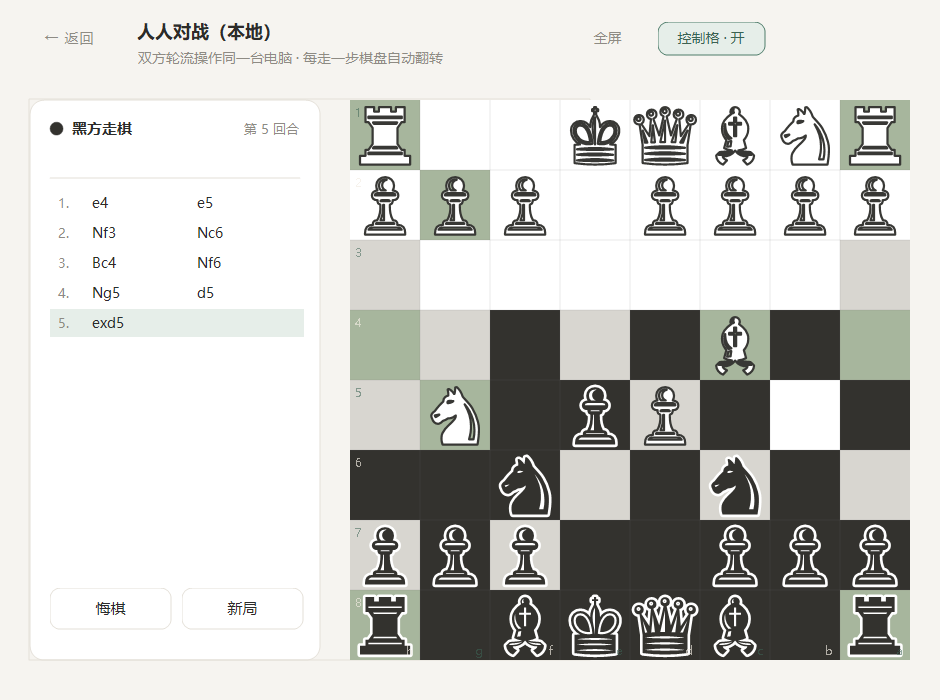 ← 返回
人人对战（本地）
双方轮流操作同一台电脑 · 每走一步棋盘自动翻转
全屏
控制格 · 开
黑方走棋
第 5 回合
1. e4 e5
2. Nf3 Nc6
3. Bc4 Nf6
4. Ng5 d5
5. exd5
悔棋
新局
1
2
3
4
5
6
7
8
g f e d c b